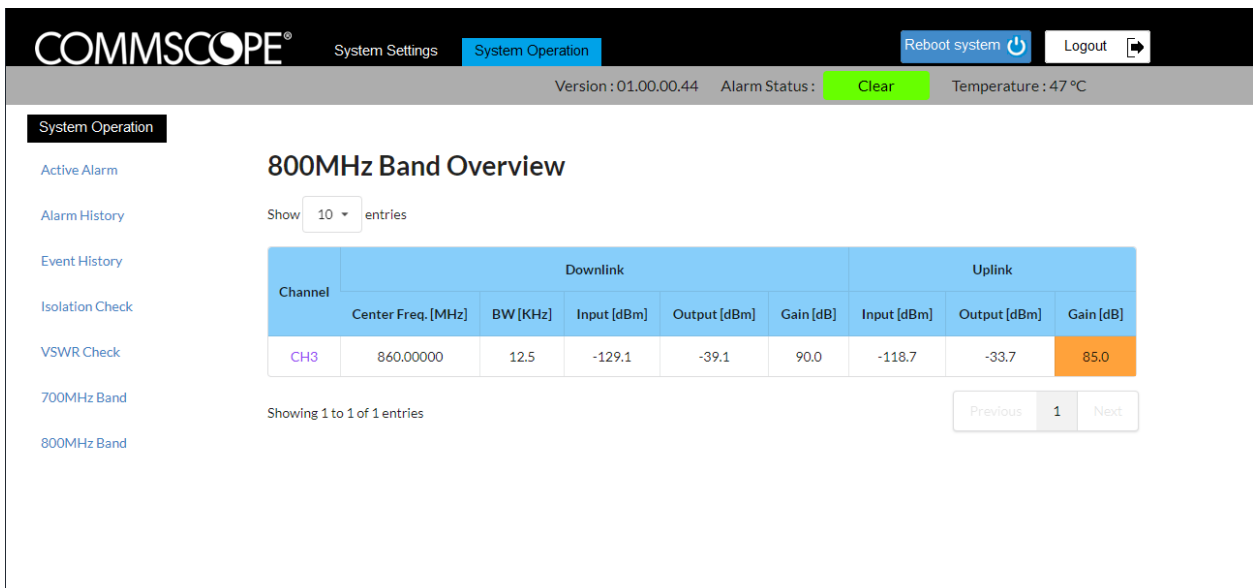 COMMSCOPE®
System Settings
System Operation
Reboot system
Logout
Version : 01.00.00.44
Alarm Status :
Clear
Temperature : 47 ºC
System Operation
Active Alarm
Alarm History
Event History
Isolation Check
VSWR Check
700MHz Band
800MHz Band
800MHz Band Overview
Show 10 entries
Channel
Downlink
Uplink
Center Freq. [MHz] BW [KHz] Input [dBm] Output [dBm] Gain [dB] Input [dBm] Output [dBm] Gain [dB]
CH3 860.00000 12.5 -129.1 -39.1 90.0 -118.7 -33.7 85.0
Showing 1 to 1 of 1 entries
Previous 1 Next